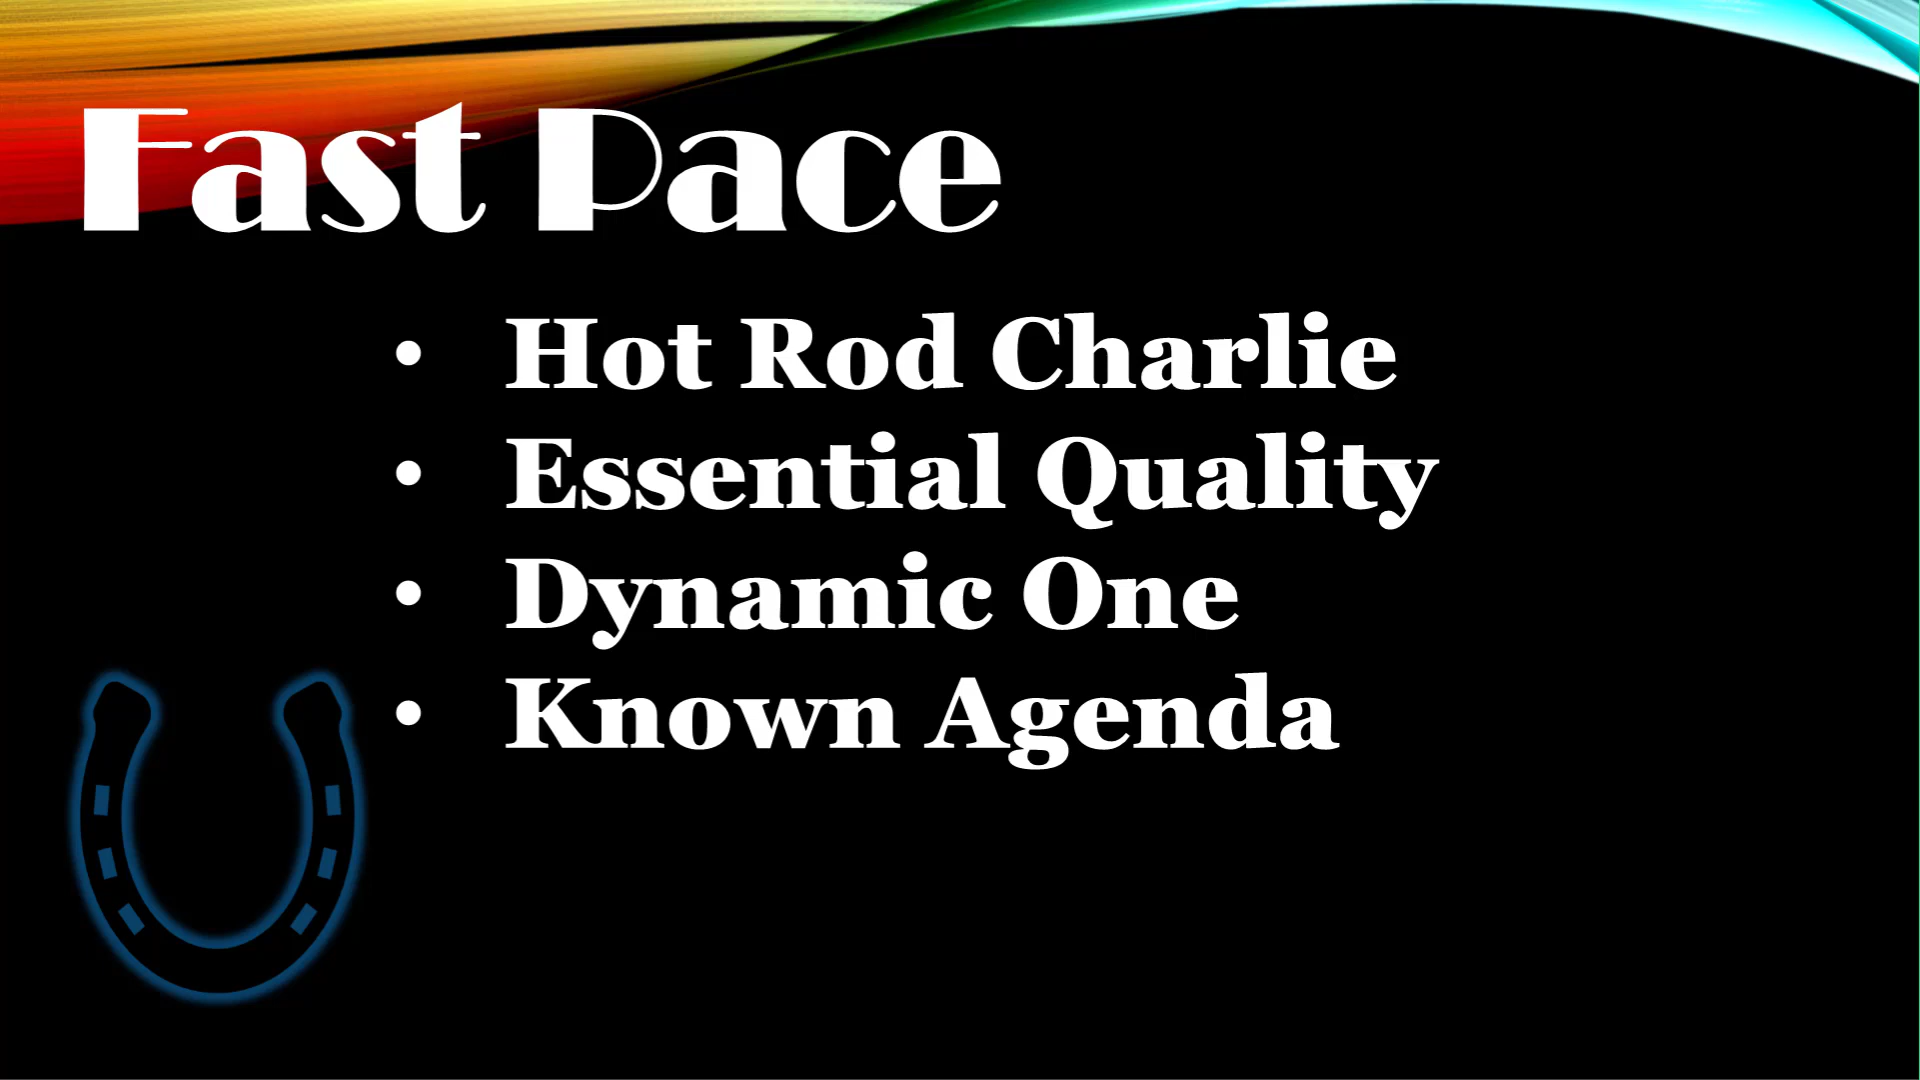 Fast Pace
• Hot Rod Charlie
• Essential Quality
• Dynamic One
• Known Agenda